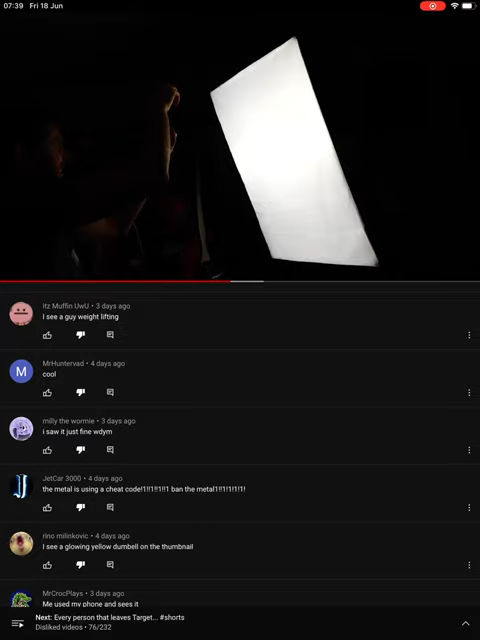 07:39 Fri 18 Jun
Itz Muffin UwU • 3 days ago
I see a guy weight lifting
M
MrHuntervad • 4 days ago
cool
milly the wormie • 3 days ago
i saw it just fine wdym
JetCar 3000 • 4 days ago
the metal is using a cheat code!1!!1!!1!!1 ban the metal1!!1!1!1!1!
rino milinkovic • 4 days ago
I see a glowing yellow dumbell on the thumbnail
MrCrocPlays • 3 days ago
Me used my phone and sees it
Next: Every person that leaves Target... #shorts
Disliked videos • 76/232